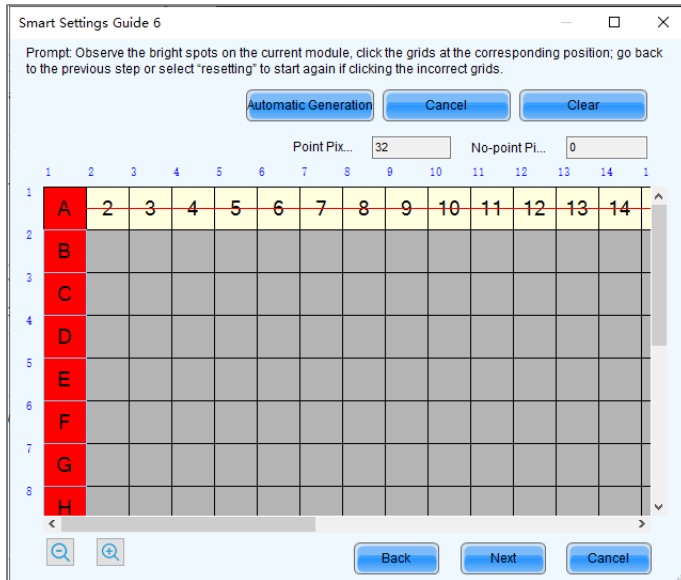 Smart Settings Guide 6
Prompt: Observe the bright spots on the current module, click the grids at the corresponding position; go back
to the previous step or select “resetting” to start again if clicking the incorrect grids.
Automatic Generation Cancel Clear
Point Pix... 32 No-point Pi... 0
1 2 3 4 5 6 7 8 9 10 11 12 13 14 1
1 A 2 3 4 5 6 7 8 9 10 11 12 13 14
2 B
3 C
4 D
5 E
6 F
7 G
8 H
Back Next Cancel